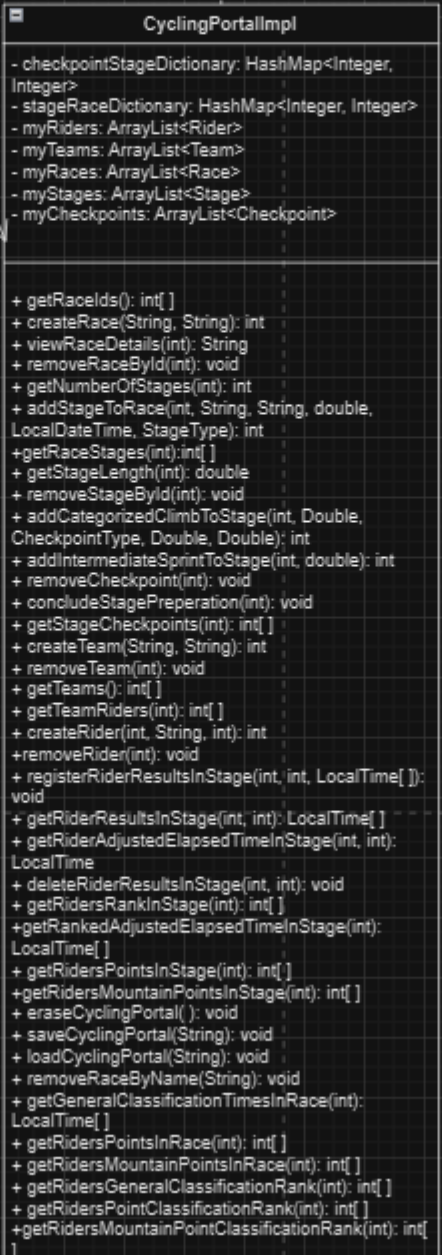 CyclingPortalImpl
- checkpointStageDictionary: HashMap<Integer,
Integer>
- stageRaceDictionary: HashMap<Integer, Integer>
- myRiders: ArrayList<Rider>
- myTeams: ArrayList<Team>
- myRaces: ArrayList<Race>
- myStages: ArrayList<Stage>
- myCheckpoints: ArrayList<Checkpoint>
+ getRaceIds(): int[ ]
+ createRace(String, String): int
+ viewRaceDetails(int): String
+ removeRaceById(int): void
+ getNumberOfStages(int): int
+ addStageToRace(int, String, String, double,
LocalDateTime, StageType): int
+getRaceStages(int):int[ ]
+ getStageLength(int): double
+ removeStageById(int): void
+ addCategorizedClimbToStage(int, Double,
CheckpointType, Double, Double): int
+ addIntermediateSprintToStage(int, double): int
+ removeCheckpoint(int): void
+ concludeStagePreperation(int): void
+ getStageCheckpoints(int): int[ ]
+ createTeam(String, String): int
+ removeTeam(int): void
+ getTeams(): int[ ]
+ getTeamRiders(int): int[ ]
+ createRider(int, String, int): int
+removeRider(int): void
+ registerRiderResultsInStage(int, int, LocalTime[ ]):
void
+ getRiderResultsInStage(int, int): LocalTime[ ]
+ getRiderAdjustedElapsedTimeInStage(int, int):
LocalTime
+ deleteRiderResultsInStage(int, int): void
+ getRidersRankInStage(int): int[ ]
+getRankedAdjustedElapsedTimeInStage(int):
LocalTime[ ]
+ getRidersPointsInStage(int): int[ ]
+getRidersMountainPointsInStage(int): int[ ]
+ eraseCyclingPortal( ): void
+ saveCyclingPortal(String): void
+ loadCyclingPortal(String): void
+ removeRaceByName(String): void
+ getGeneralClassificationTimesInRace(int):
LocalTime[ ]
+ getRidersPointsInRace(int): int[ ]
+ getRidersMountainPointsInRace(int): int[ ]
+ getRidersGeneralClassificationRank(int): int[ ]
+ getRidersPointClassificationRank(int): int[ ]
+getRidersMountainPointClassificationRank(int): int[
]